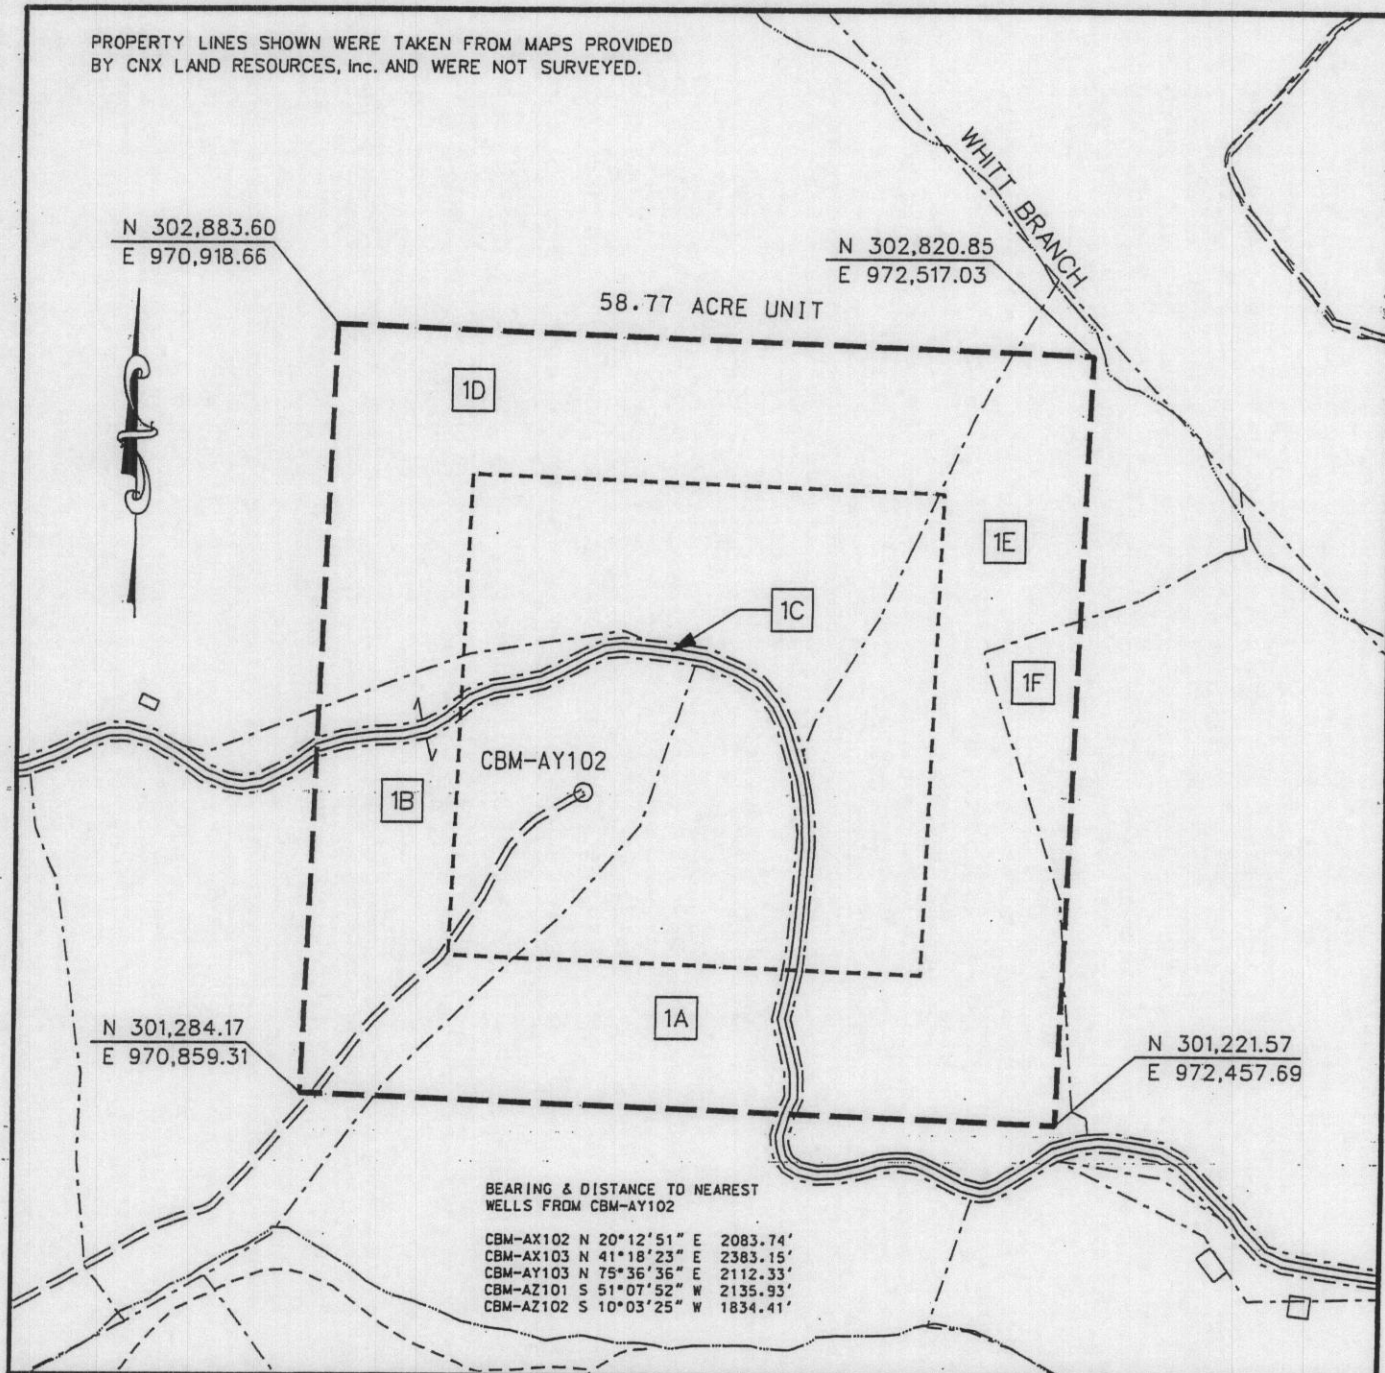 PROPERTY LINES SHOWN WERE TAKEN FROM MAPS PROVIDED
BY CNX LAND RESOURCES, Inc. AND WERE NOT SURVEYED.
WHITT BRANCH
N 302,883.60
E 970,918.66
N 302,820.85
E 972,517.03
58.77 ACRE UNIT
1D
1E
1C
1F
CBM-AY102
1B
1A
N 301,284.17
E 970,859.31
N 301,221.57
E 972,457.69
BEARING & DISTANCE TO NEAREST
WELLS FROM CBM-AY102
CBM-AX102 N 20°12'51" E 2083.74'
CBM-AX103 N 41°18'23" E 2383.15'
CBM-AY103 N 75°36'36" E 2112.33'
CBM-AZ101 S 51°07'52" W 2135.93'
CBM-AZ102 S 10°03'25" W 1834.41'